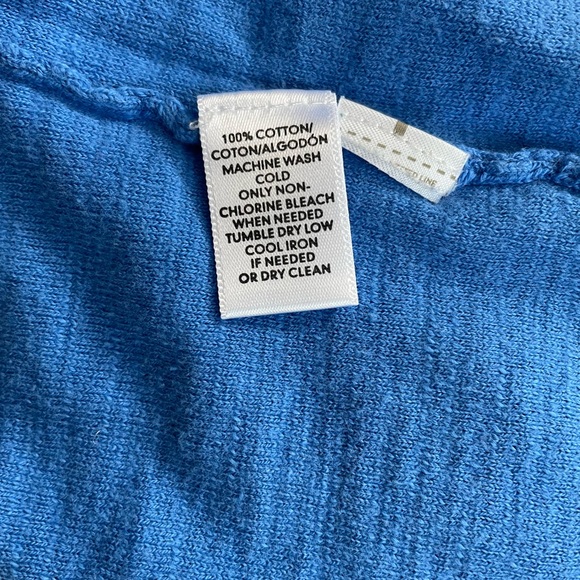 100% COTTON/
COTON/ALGODÓN
MACHINE WASH
COLD
ONLY NON-
CHLORINE BLEACH
WHEN NEEDED
TUMBLE DRY LOW
COOL IRON
IF NEEDED
OR DRY CLEAN
LINE